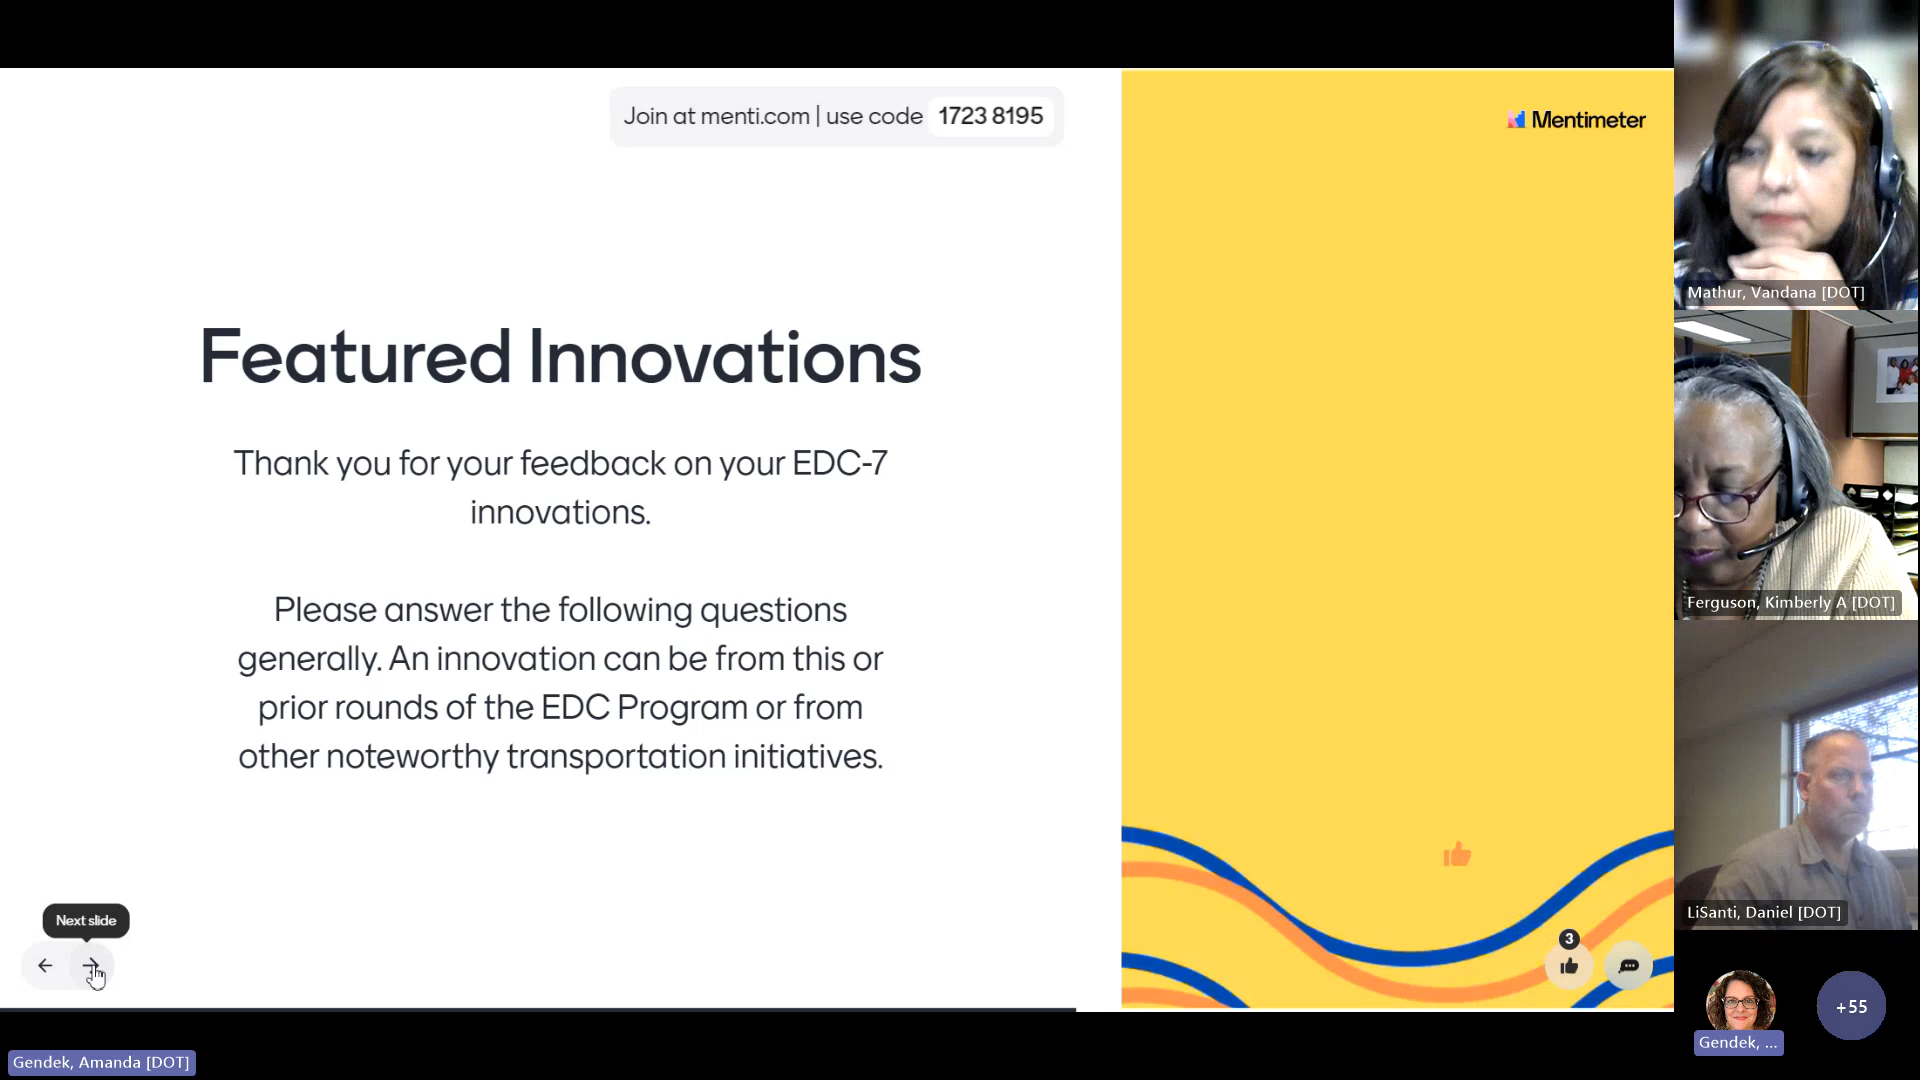 Join at menti.com | use code 1723 8195
Mentimeter
Featured Innovations
Thank you for your feedback on your EDC-7
innovations.
Please answer the following questions
generally. An innovation can be from this or
prior rounds of the EDC Program or from
other noteworthy transportation initiatives.
Next slide
3
Mathur, Vandana [DOT]
Ferguson, Kimberly A [DOT]
LiSanti, Daniel [DOT]
Gendek, ...
+55
Gendek, Amanda [DOT]